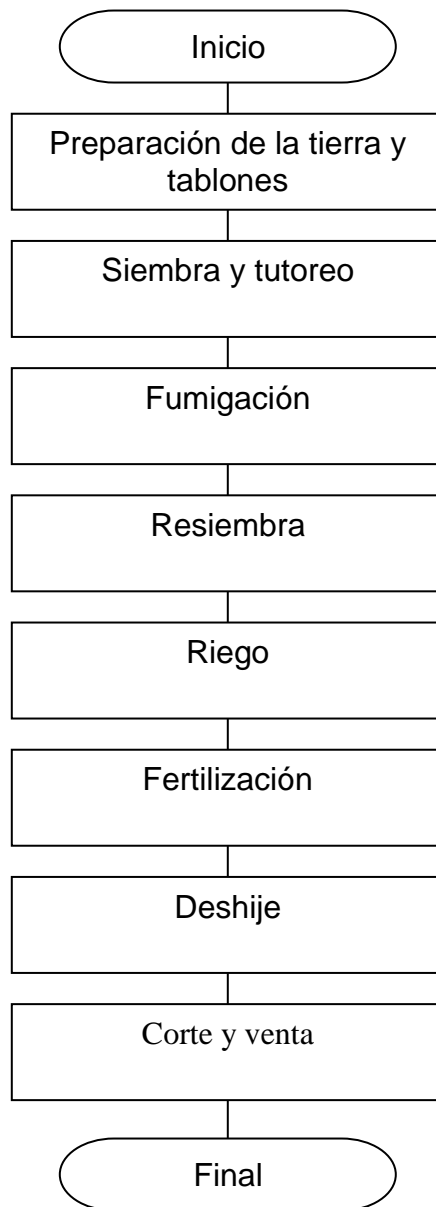 Inicio
Preparación de la tierra y
tablones
Siembra y tutoreo
Fumigación
Resiembra
Riego
Fertilización
Deshije
Corte y venta
Final